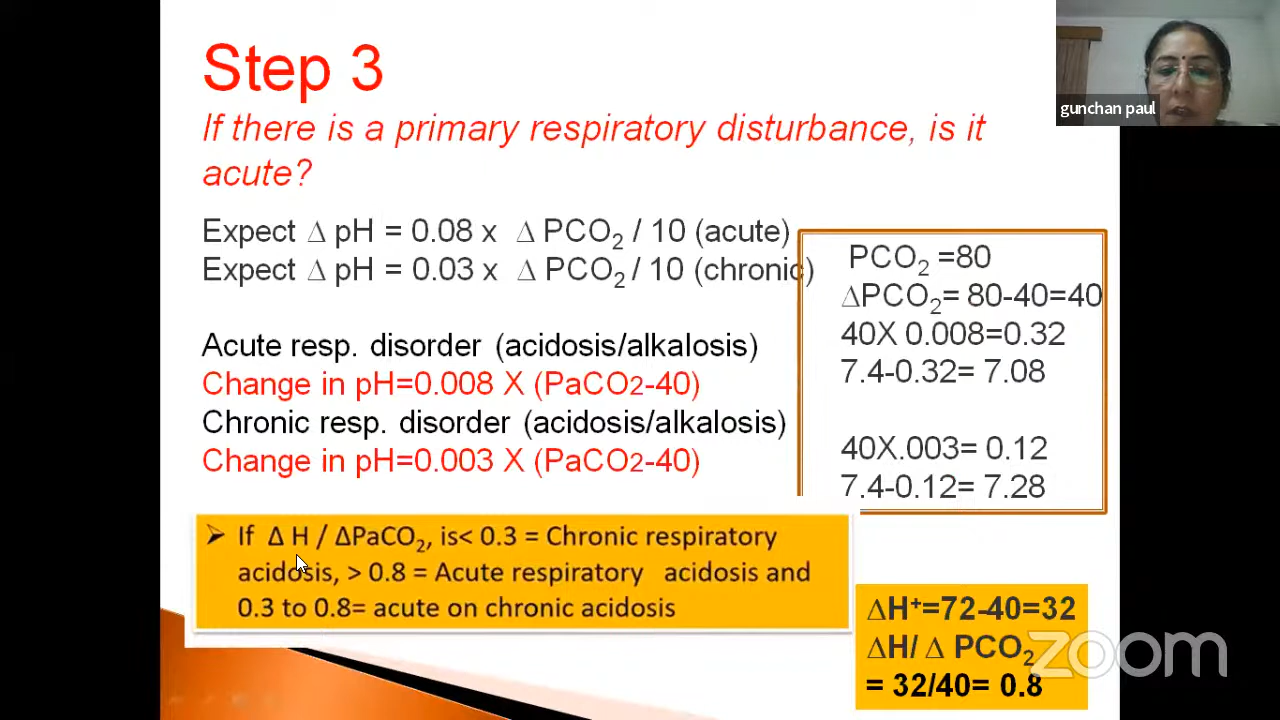 Step 3
If there is a primary respiratory disturbance, is it
acute?
Expect ∆ pH = 0.08 x ∆ PCO₂ / 10 (acute)
Expect ∆ pH = 0.03 x ∆ PCO₂ / 10 (chronic)
Acute resp. disorder (acidosis/alkalosis)
Change in pH=0.008 X (PaCO2-40)
Chronic resp. disorder (acidosis/alkalosis)
Change in pH=0.003 X (PaCO2-40)
PCO₂ =80
∆PCO₂= 80-40=40
40X 0.008=0.32
7.4-0.32= 7.08
40X.003= 0.12
7.4-0.12= 7.28
➢ If Δ H / ΔPaCO₂, is< 0.3 = Chronic respiratory
acidosis, > 0.8 = Acute respiratory acidosis and
0.3 to 0.8= acute on chronic acidosis
∆H⁺=72-40=32
∆H/ ∆ PCO₂
= 32/40= 0.8
gunchan paul
zoom